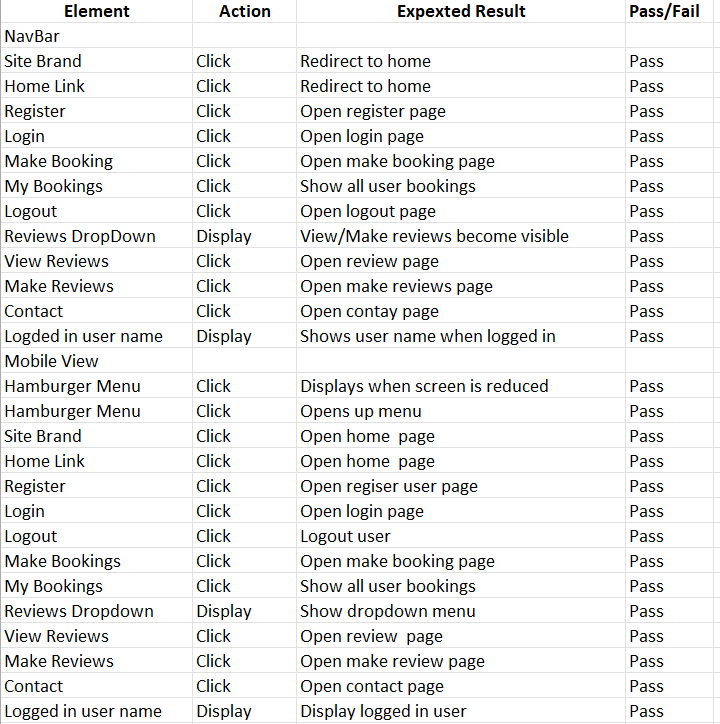 Element Action Expexted Result Pass/Fail
NavBar
Site Brand Click Redirect to home Pass
Home Link Click Redirect to home Pass
Register Click Open register page Pass
Login Click Open login page Pass
Make Booking Click Open make booking page Pass
My Bookings Click Show all user bookings Pass
Logout Click Open logout page Pass
Reviews DropDown Display View/Make reviews become visible Pass
View Reviews Click Open review page Pass
Make Reviews Click Open make reviews page Pass
Contact Click Open contay page Pass
Logded in user name Display Shows user name when logged in Pass
Mobile View
Hamburger Menu Click Displays when screen is reduced Pass
Hamburger Menu Click Opens up menu Pass
Site Brand Click Open home  page Pass
Home Link Click Open home  page Pass
Register Click Open regiser user page Pass
Login Click Open login page Pass
Logout Click Logout user Pass
Make Bookings Click Open make booking page Pass
My Bookings Click Show all user bookings Pass
Reviews Dropdown Display Show dropdown menu Pass
View Reviews Click Open review  page Pass
Make Reviews Click Open make review page Pass
Contact Click Open contact page Pass
Logged in user name Display Display logged in user Pass